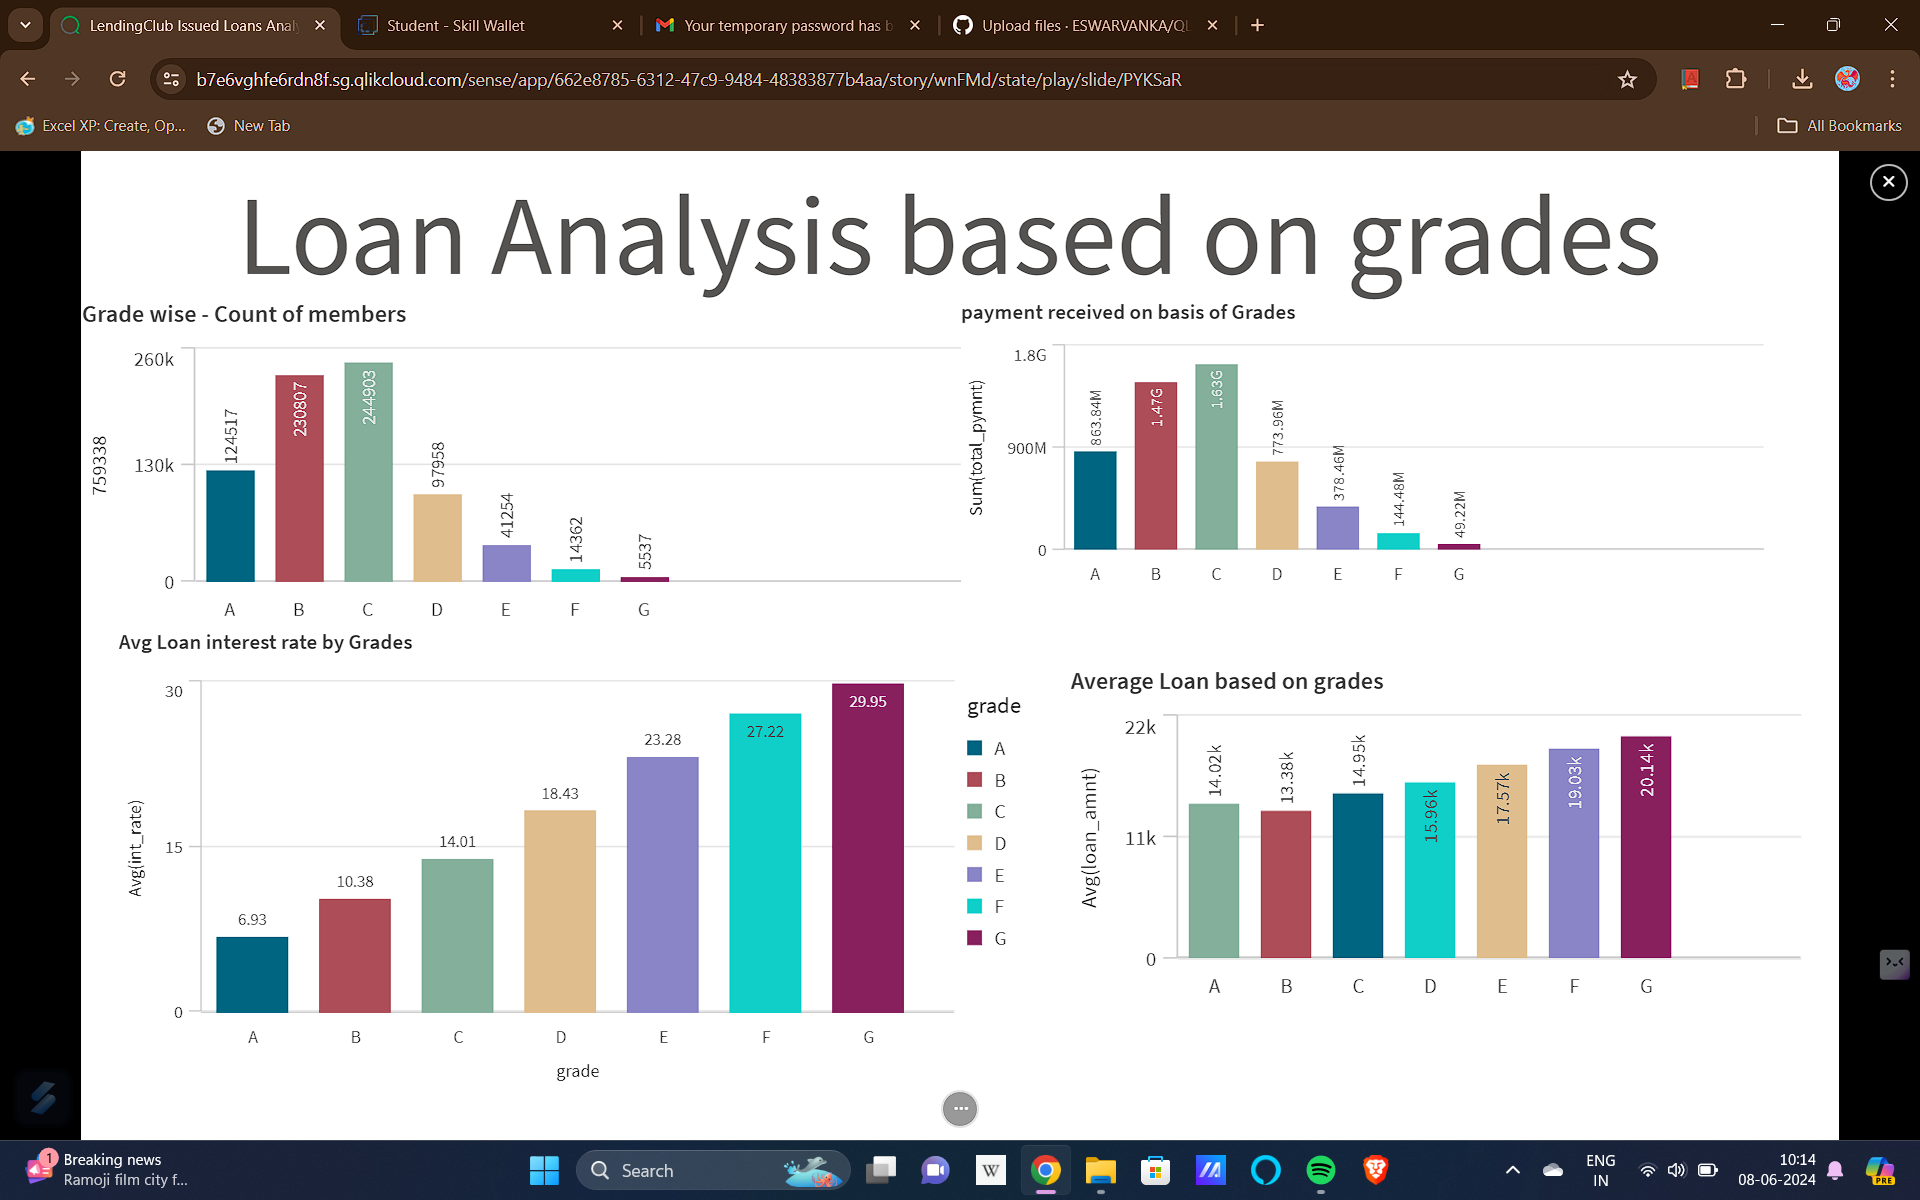 LendingClub Issued Loans Anal
Student - Skill Wallet
Your temporary password has b
Upload files · ESWARVANKA/QL
b7e6vghfe6rdn8f.sg.qlikcloud.com/sense/app/662e8785-6312-47c9-9484-48383877b4aa/story/wnFMd/state/play/slide/PYKSaR
Excel XP: Create, Op...
New Tab
All Bookmarks
Loan Analysis based on grades
Grade wise - Count of members
759338
260k
130k
0
124517
230807
244903
97958
41254
14362
5537
A B C D E F G
payment received on basis of Grades
Sum(total_pymnt)
1.8G
900M
0
863.84M
1.47G
1.63G
773.96M
378.46M
144.48M
49.22M
A B C D E F G
Avg Loan interest rate by Grades
Avg(int_rate)
30
15
0
6.93
10.38
14.01
18.43
23.28
27.22
29.95
A B C D E F G
grade
grade
A
B
C
D
E
F
G
Average Loan based on grades
Avg(loan_amnt)
22k
11k
0
14.02k
13.38k
14.95k
15.96k
17.57k
19.03k
20.14k
A B C D E F G
1
Breaking news
Ramoji film city f...
Search
W
ENG
IN
10:14
08-06-2024
PRE